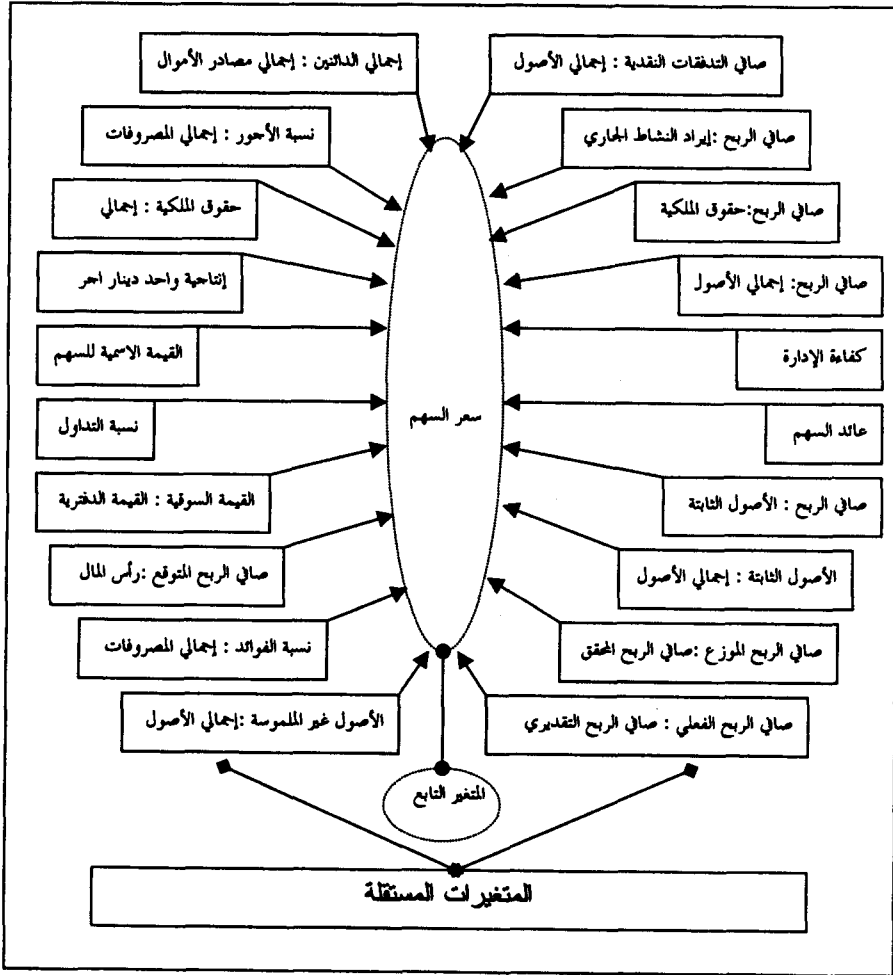 صافي التدفقات النقدية : إجمالي الأصول
إجمالي الدائنين : إجمالي مصادر الأموال
صافي الربح :إيراد النشاط الجاري
نسبة الأجور : إجمالي المصروفات
صافي الربح:حقوق الملكية
حقوق الملكية : إجمالي
صافي الربح: إجمالي الأصول
إنتاجية واحد دينار اجر
كفاءة الإدارة
القيمة الاسمية للسهم
سعر السهم
عائد السهم
نسبة التداول
صافي الربح : الأصول الثابتة
القيمة السوقية : القيمة الدفترية
الأصول الثابتة : إجمالي الأصول
صافي الربح المتوقع :رأس المال
صافي الربح الموزع :صافي الربح المحقق
نسبة الفوائد : إجمالي المصروفات
صافي الربح الفعلي : صافي الربح التقديري
الأصول غير الملموسة :إجمالي الأصول
المتغير التابع
المتغيرات المستقلة